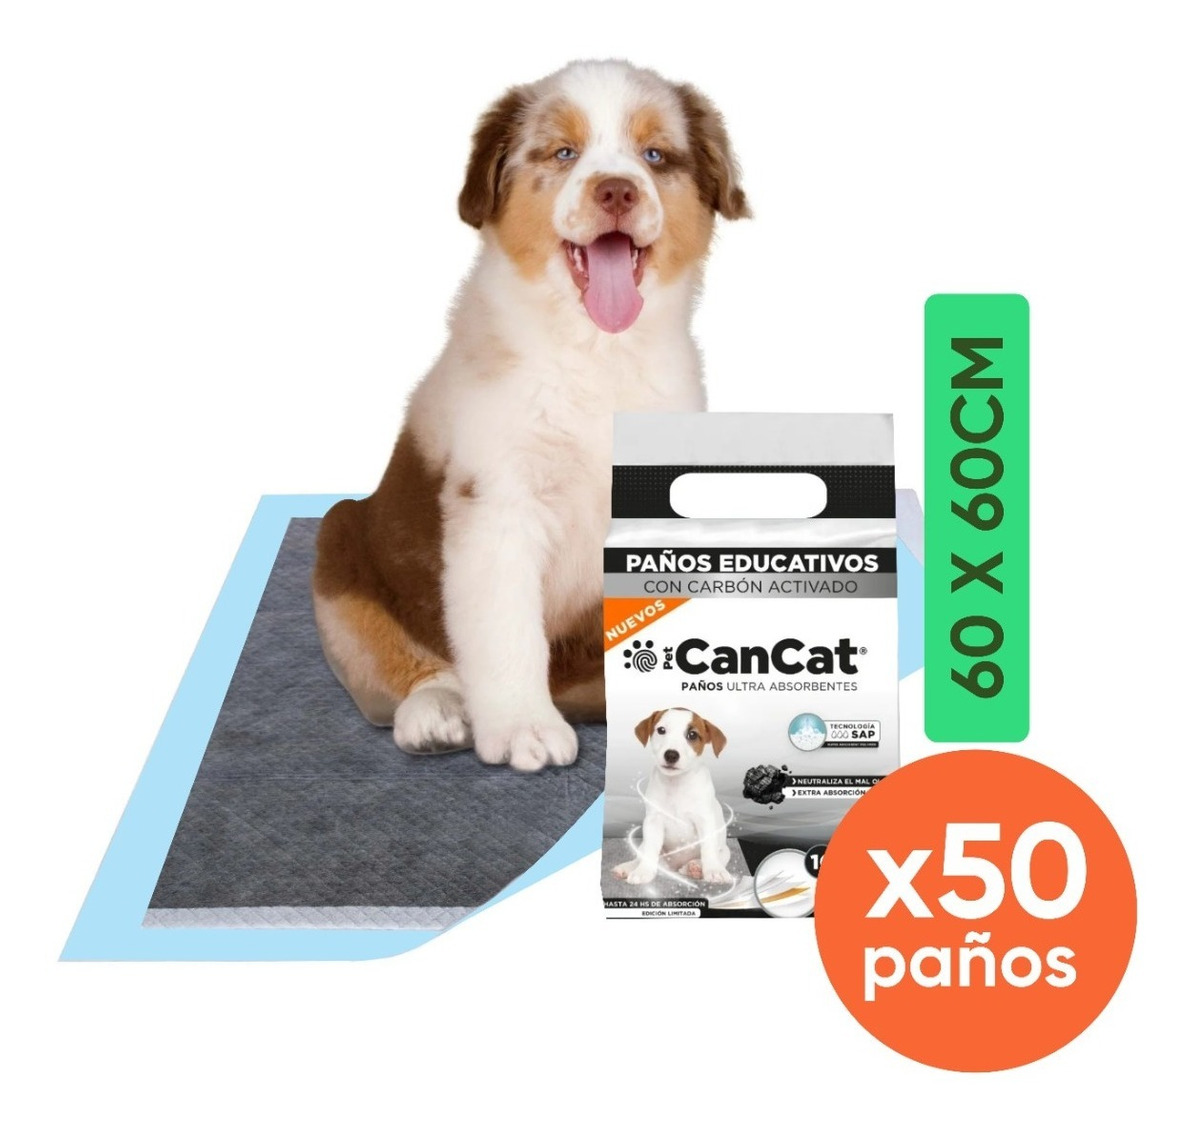 PAÑOS EDUCATIVOS
CON CARBÓN ACTIVADO
NUEVOS
Pet CanCat®
PAÑOS ULTRA ABSORBENTES
TECNOLOGÍA
SAP
NEUTRALIZA EL MAL
EXTRA ABSORCIÓN
HASTA 24 HS DE ABSORCIÓN
EDICIÓN LIMITADA
60 X 60CM
x50
paños